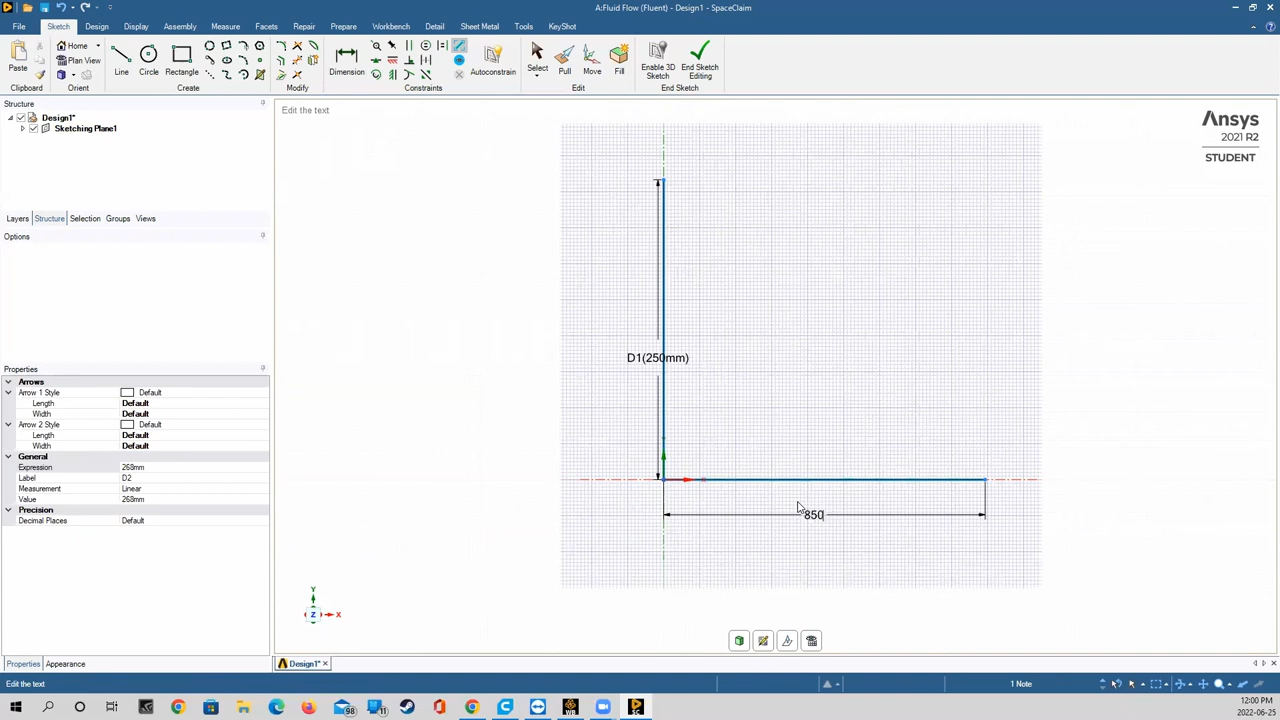 A:Fluid Flow (Fluent) - Design1 - SpaceClaim
File Sketch Design Display Assembly Measure Facets Repair Prepare Workbench Detail Sheet Metal Tools KeyShot
Paste
Home
Plan View
Line Circle Rectangle
Dimension
Autoconstrain
Select Pull Move Fill
Enable 3D Sketch
End Sketch Editing
Clipboard Orient Create Modify Constraints Edit End Sketch
Structure
Design1*
Sketching Plane1
Layers Structure Selection Groups Views
Options
Properties
Arrows
Arrow 1 Style Default
Length Default
Width Default
Arrow 2 Style Default
Length Default
Width Default
General
Expression 268mm
Label D2
Measurement Linear
Value 268mm
Precision
Decimal Places Default
Properties Appearance
Edit the text
Ansys
2021 R2
STUDENT
D1(250mm)
850
Y
Z
X
Design1*
Edit the text
1 Note
98
11
WB
SC
12:00 PM
2022-06-25